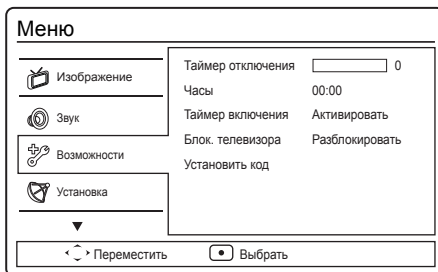 Меню
Изображение
Звук
Возможности
Установка
Таймер отключения 0
Часы 00:00
Таймер включения Активировать
Блок. телевизора Разблокировать
Установить код
Переместить Выбрать